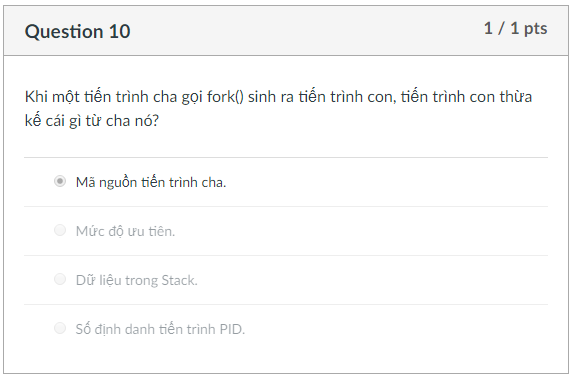 Question 10
1 / 1 pts
Khi một tiến trình cha gọi fork() sinh ra tiến trình con, tiến trình con thừa
kế cái gì từ cha nó?
Mã nguồn tiến trình cha.
Mức độ ưu tiên.
Dữ liệu trong Stack.
Số định danh tiến trình PID.